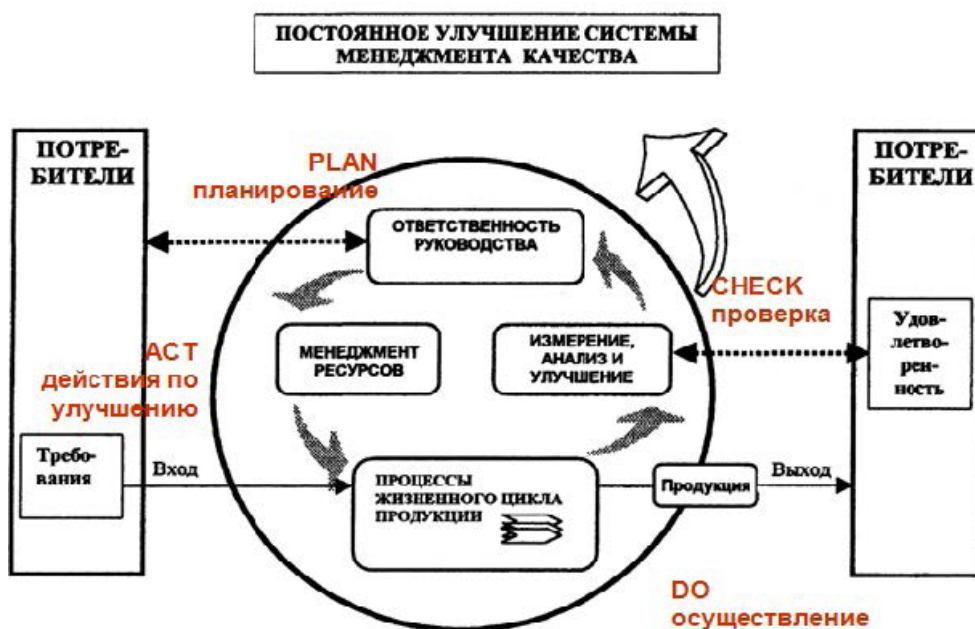 ПОСТОЯННОЕ УЛУЧШЕНИЕ СИСТЕМЫ
МЕНЕДЖМЕНТА КАЧЕСТВА
ПОТРЕ-
БИТЕЛИ
PLAN
планирование
ПОТРЕ-
БИТЕЛИ
ОТВЕТСТВЕННОСТЬ
РУКОВОДСТВА
CHECK
проверка
МЕНЕДЖМЕНТ
РЕСУРСОВ
ИЗМЕРЕНИЕ,
АНАЛИЗ И
УЛУЧШЕНИЕ
Удов-
летво-
рен-
ность
ACT
действия по
улучшению
Требо-
вания
Вход
ПРОЦЕССЫ
ЖИЗНЕННОГО ЦИКЛА
ПРОДУКЦИИ
Продукция
Выход
DO
осуществление